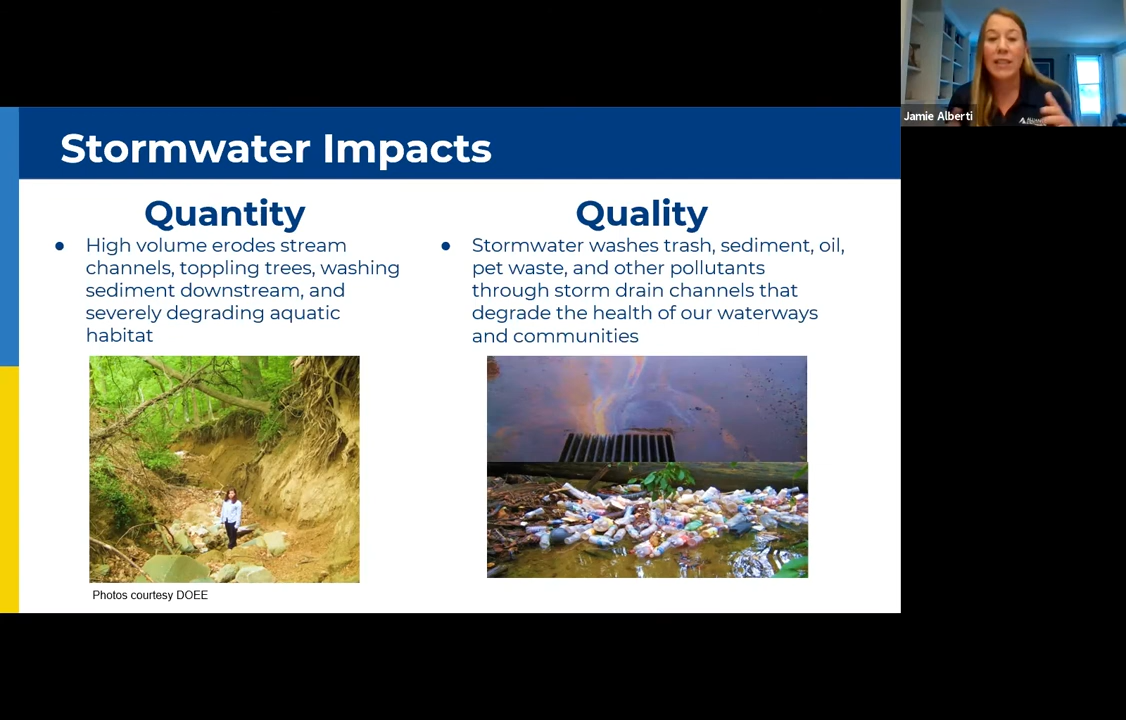 Jamie Alberti
ALLIANCE
Stormwater Impacts
Quantity
● High volume erodes stream
channels, toppling trees, washing
sediment downstream, and
severely degrading aquatic
habitat
Quality
● Stormwater washes trash, sediment, oil,
pet waste, and other pollutants
through storm drain channels that
degrade the health of our waterways
and communities
Photos courtesy DOEE